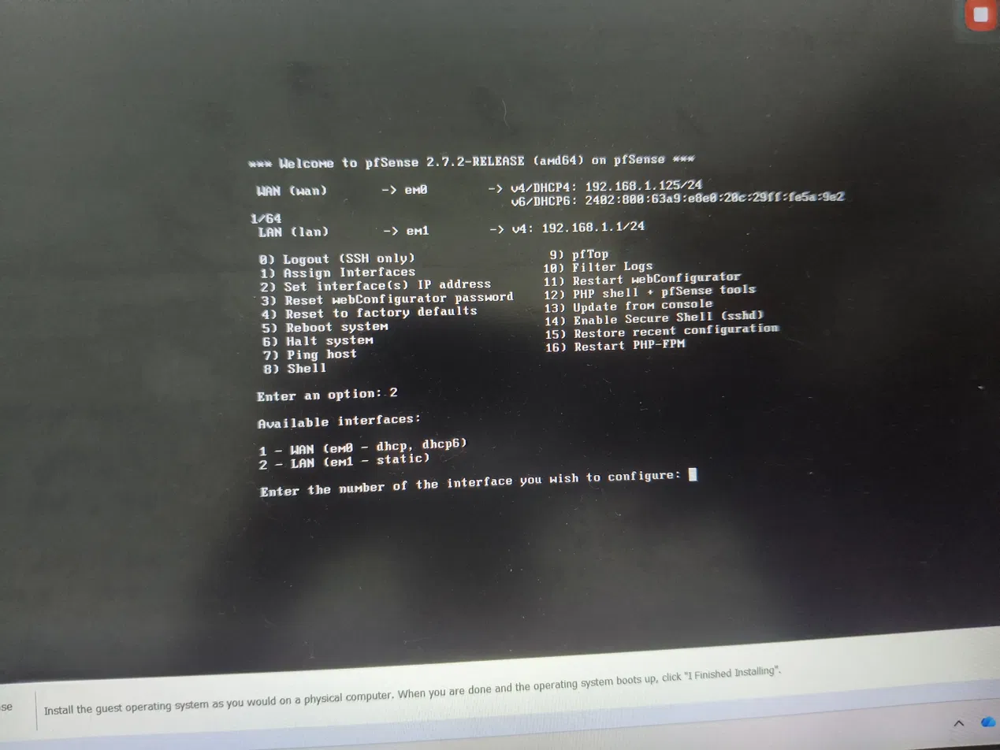 *** Welcome to pfSense 2.7.2-RELEASE (amd64) on pfSense ***
WAN (wan) -> em0 -> v4/DHCP4: 192.168.1.125/24
v6/DHCP6: 2402:800:63a9:e8e0:20c:29ff:fe5a:9e2
1/64
LAN (lan) -> em1 -> v4: 192.168.1.1/24
0) Logout (SSH only) 9) pfTop
1) Assign Interfaces 10) Filter Logs
2) Set interface(s) IP address 11) Restart webConfigurator
3) Reset webConfigurator password 12) PHP shell + pfSense tools
4) Reset to factory defaults 13) Update from console
5) Reboot system 14) Enable Secure Shell (sshd)
6) Halt system 15) Restore recent configuration
7) Ping host 16) Restart PHP-FPM
8) Shell
Enter an option: 2
Available interfaces:
1 - WAN (em0 - dhcp, dhcp6)
2 - LAN (em1 - static)
Enter the number of the interface you wish to configure:
se Install the guest operating system as you would on a physical computer. When you are done and the operating system boots up, click "I Finished Installing".